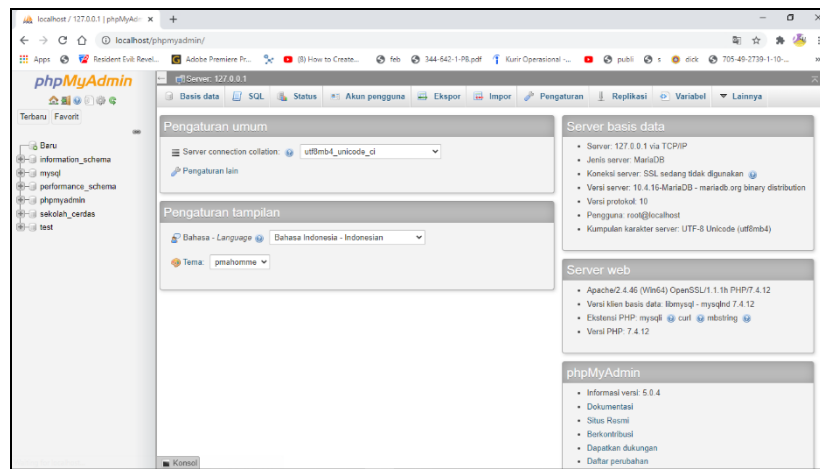 localhost / 127.0.0.1 | phpMyAdm
localhost/phpmyadmin/
Apps
Resident Evik Revel...
Adobe Premiere Pr...
(8) How to Create...
feb
344-642-1-PB.pdf
Kurir Operasional -...
publi
s
dick
705-49-2739-1-10-...
phpMyAdmin
Terbaru Favorit
Baru
information_schema
mysql
performance_schema
phpmyadmin
sekolah_cerdas
test
Server: 127.0.0.1
Basis data SQL Status Akun pengguna Ekspor Impor Pengaturan Replikasi Variabel Lainnya
Pengaturan umum
Server connection collation: utf8mb4_unicode_ci
Pengaturan lain
Pengaturan tampilan
Bahasa - Language Bahasa Indonesia - Indonesian
Tema: pmahomme
Server basis data
Server: 127.0.0.1 via TCP/IP
Jenis server: MariaDB
Koneksi server: SSL sedang tidak digunakan
Versi server: 10.4.16-MariaDB - mariadb.org binary distribution
Versi protokol: 10
Pengguna: root@localhost
Kumpulan karakter server: UTF-8 Unicode (utf8mb4)
Server web
Apache/2.4.46 (Win64) OpenSSL/1.1.1h PHP/7.4.12
Versi klien basis data: libmysql - mysqlnd 7.4.12
Ekstensi PHP: mysqli curl mbstring
Versi PHP: 7.4.12
phpMyAdmin
Informasi versi: 5.0.4
Dokumentasi
Situs Resmi
Berkontribusi
Dapatkan dukungan
Daftar perubahan
Konsol